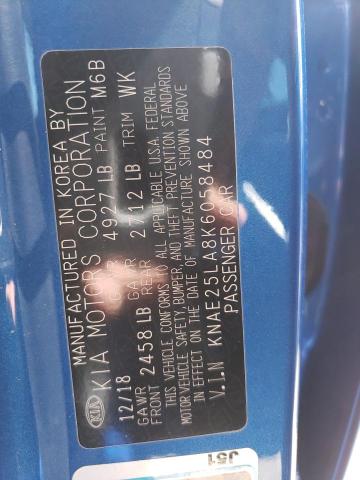 MANUFACTURED IN KOREA BY
KIA KIA MOTORS CORPORATION
12/18 GVWR 4927 LB PAINT M6B
GAWR GAWR TRIM WK
FRONT 2458 LB REAR 2712 LB
THIS VEHICLE CONFORMS TO ALL APPLICABLE U.S.A. FEDERAL
MOTOR VEHICLE SAFETY, BUMPER, AND THEFT PREVENTION STANDARDS
IN EFFECT ON THE DATE OF MANUFACTURE SHOWN ABOVE
V.I.N KNAE25LA8K6058484
PASSENGER CAR
J51